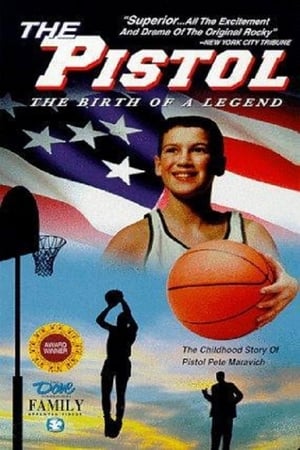 "Superior...All The Excitement
And Drama Of The Original Rocky"
~NEW YORK CITY TRIBUNE
THE
PISTOL
THE BIRTH OF A LEGEND
The Childhood Story Of
Pistol Pete Maravich
AWARD
WINNER
Dove
FAMILY